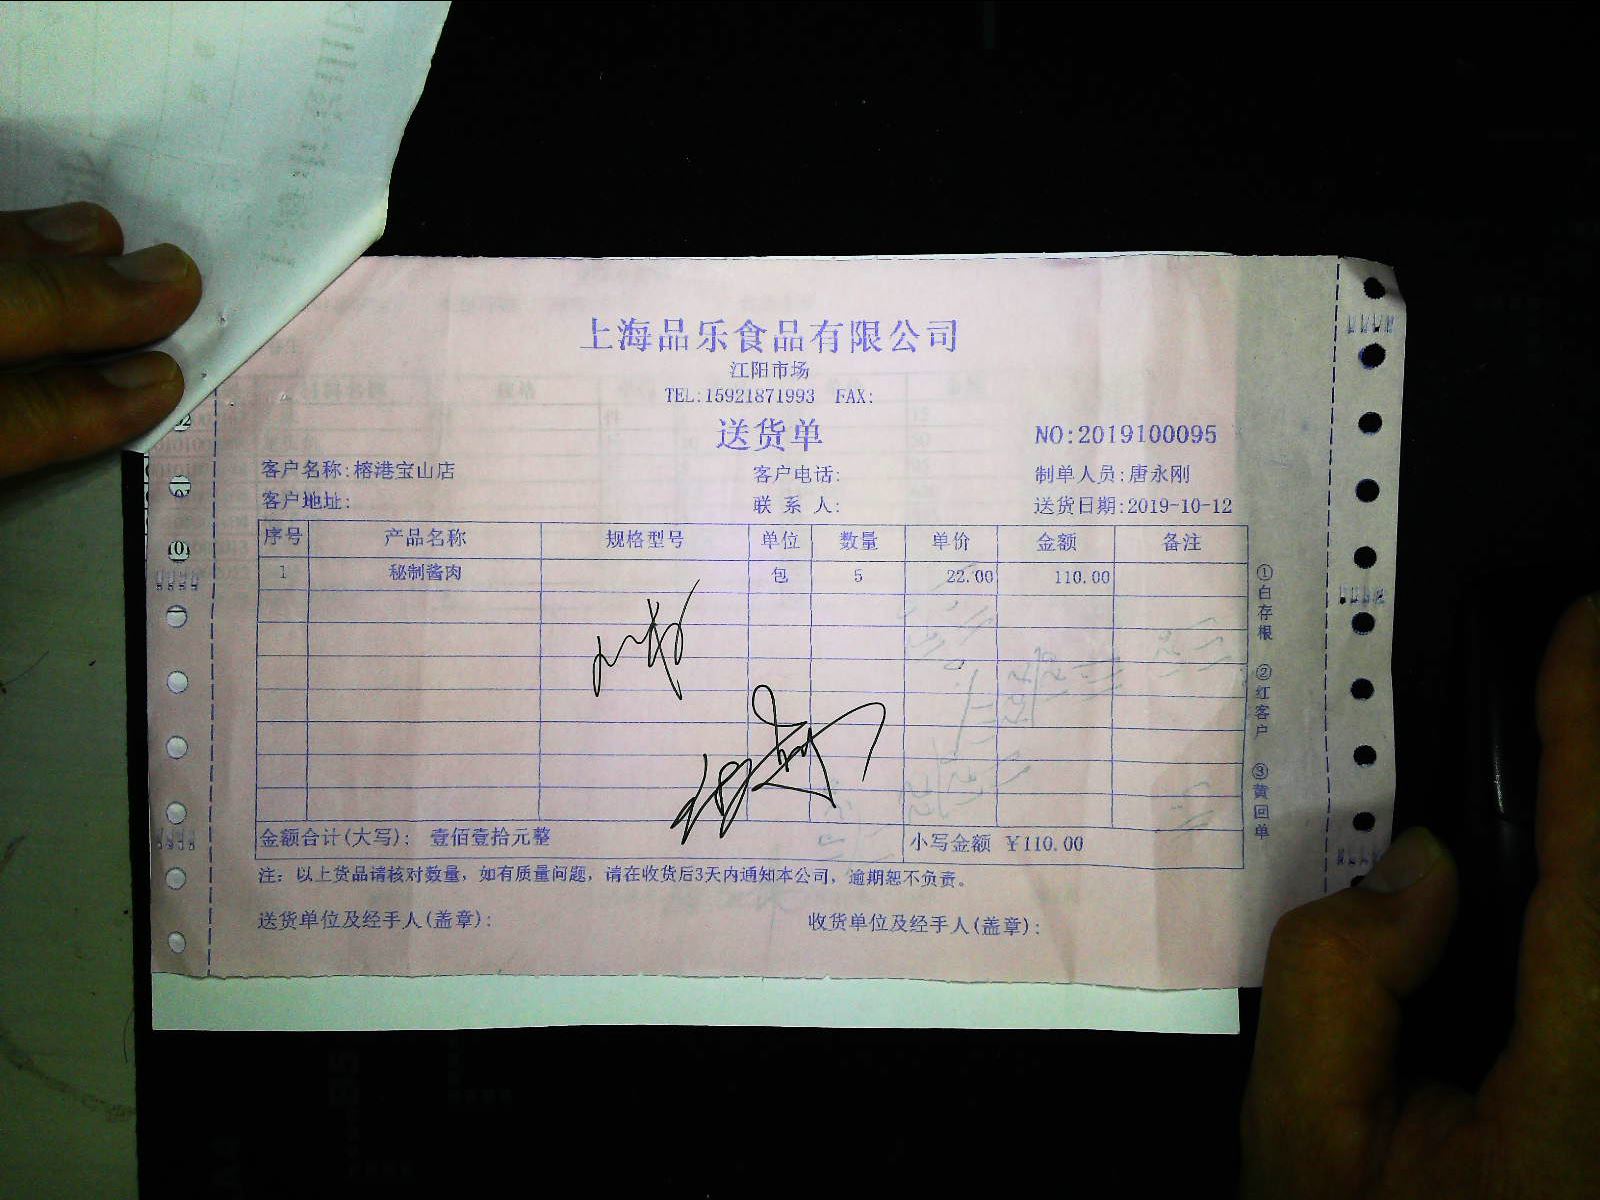 上海品乐食品有限公司
江阳市场
TEL:15921871993 FAX:
送货单
NO:2019100095
客户名称:榕港宝山店 客户电话: 制单人员:唐永刚
客户地址: 联 系 人: 送货日期:2019-10-12
序号 产品名称 规格型号 单位 数量 单价 金额 备注
1 秘制酱肉 包 5 22.00 110.00
金额合计(大写): 壹佰壹拾元整 小写金额 ¥110.00
注: 以上货品请核对数量, 如有质量问题, 请在收货后3天内通知本公司, 逾期恕不负责。
送货单位及经手人(盖章): 收货单位及经手人(盖章):
①白存根 ②红客户 ③黄回单